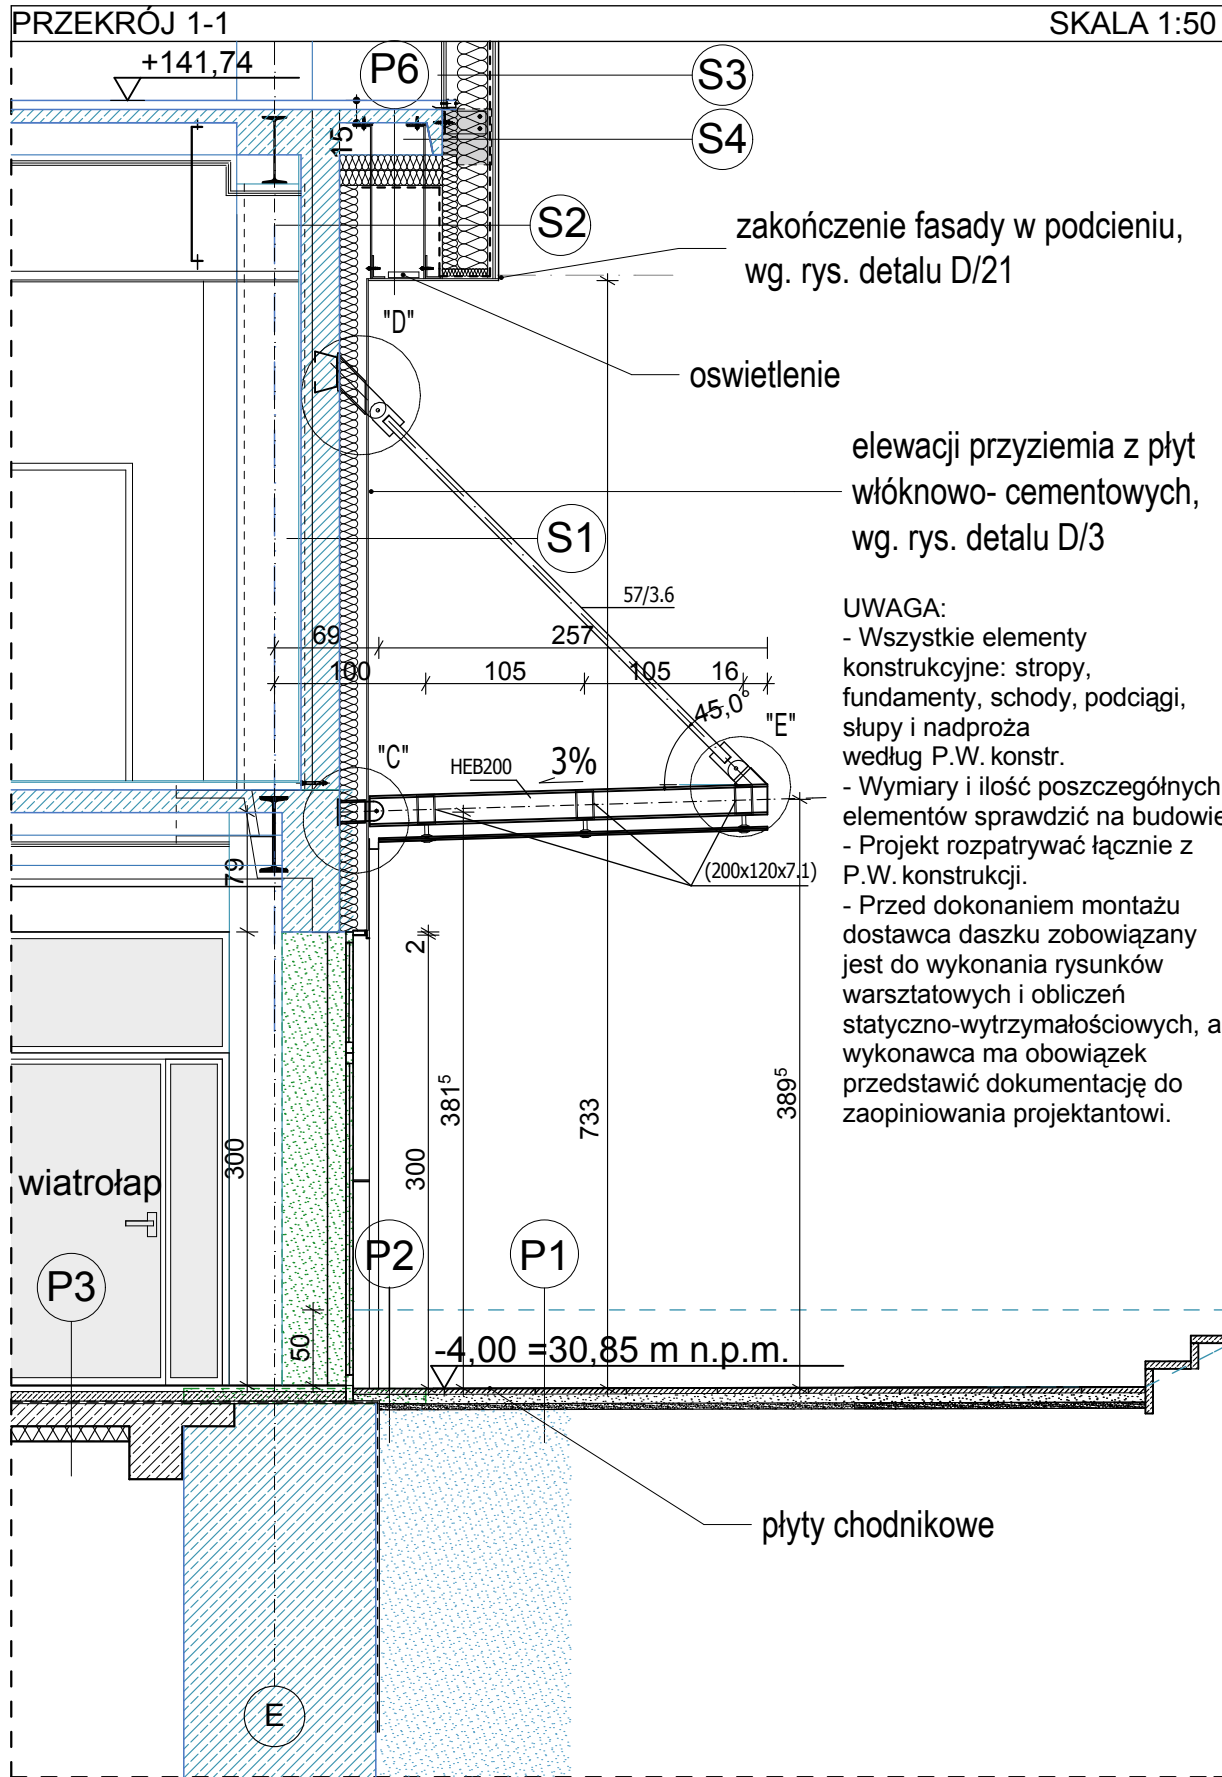 PRZEKRÓJ 1-1
SKALA 1:50
+141,74
P6
S3
15
S4
S2
zakończenie fasady w podcieniu,
wg. rys. detalu D/21
"D"
oswietlenie
elewacji przyziemia z płyt
włóknowo- cementowych,
wg. rys. detalu D/3
S1
57/3.6
69
257
100
105
105
16
45,0°
"E"
"C"
HEB200
3%
(200x120x7.1)
UWAGA:
- Wszystkie elementy
konstrukcyjne: stropy,
fundamenty, schody, podciągi,
słupy i nadproża
według P.W. konstr.
- Wymiary i ilość poszczególnych
elementów sprawdzić na budowie
- Projekt rozpatrywać łącznie z
P.W. konstrukcji.
- Przed dokonaniem montażu
dostawca daszku zobowiązany
jest do wykonania rysunków
warsztatowych i obliczeń
statyczno-wytrzymałościowych, a
wykonawca ma obowiązek
przedstawić dokumentację do
zaopiniowania projektantowi.
79
2
381⁵
733
389⁵
300
300
wiatrołap
P3
P2
P1
50
-4,00 =30,85 m n.p.m.
płyty chodnikowe
E